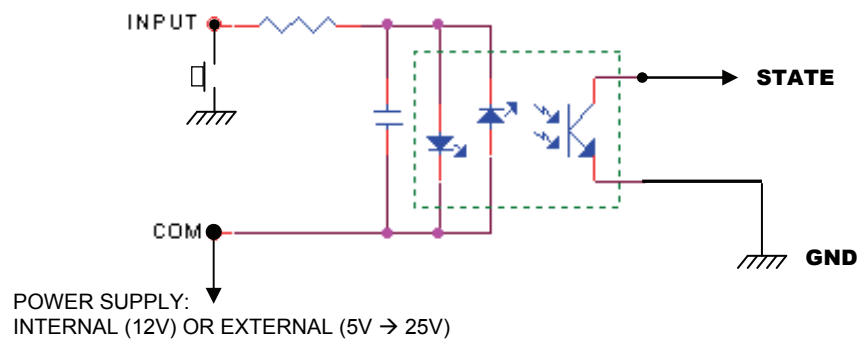 INPUT
STATE
COM
GND
POWER SUPPLY:
INTERNAL (12V) OR EXTERNAL (5V → 25V)